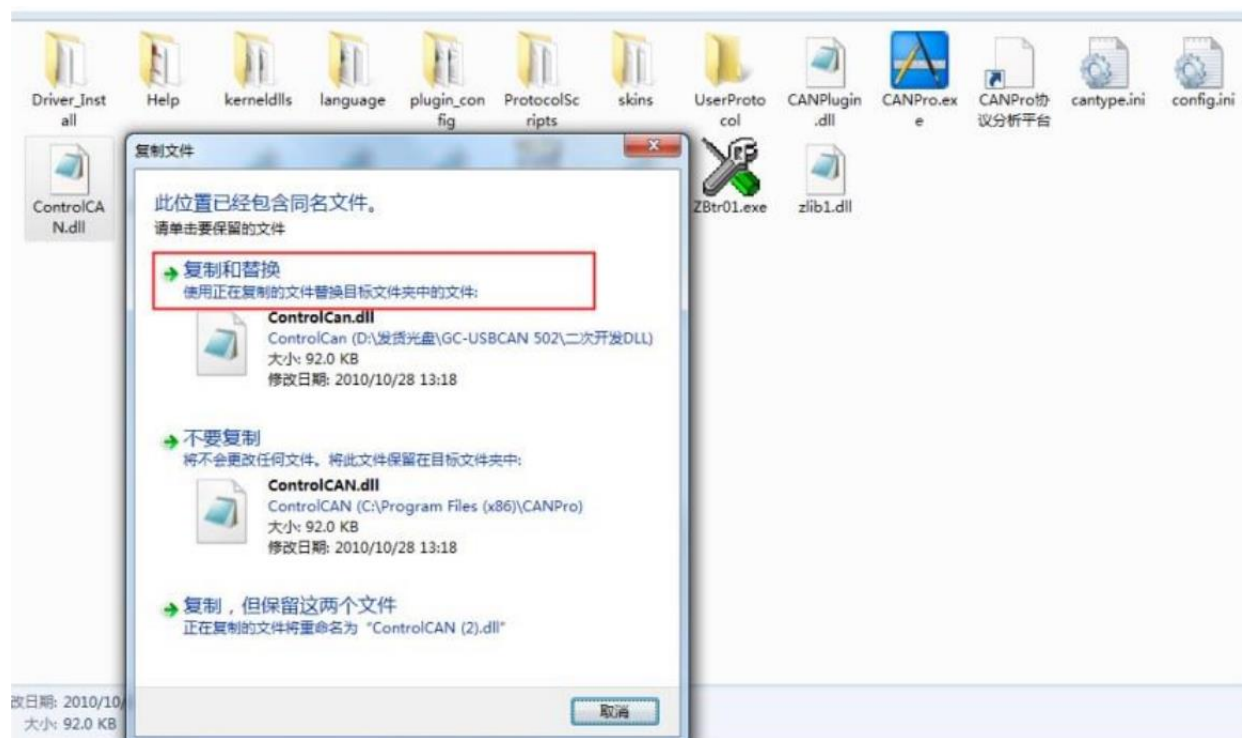 Driver_Inst
all
Help
kerneldlls
language
plugin_con
fig
ProtocolSc
ripts
skins
UserProto
col
CANPlugin
.dll
CANPro.ex
e
CANPro协
议分析平台
cantype.ini
config.ini
ControlCA
N.dll
ZBtr01.exe
zlib1.dll
复制文件
此位置已经包含同名文件。
请单击要保留的文件
复制和替换
使用正在复制的文件替换目标文件夹中的文件:
ControlCan.dll
ControlCan (D:\发货光盘\GC-USBCAN 502\二次开发DLL)
大小: 92.0 KB
修改日期: 2010/10/28 13:18
不要复制
将不会更改任何文件。将此文件保留在目标文件夹中:
ControlCAN.dll
ControlCAN (C:\Program Files (x86)\CANPro)
大小: 92.0 KB
修改日期: 2010/10/28 13:18
复制，但保留这两个文件
正在复制的文件将重命名为 "ControlCAN (2).dll"
取消
改日期: 2010/10/
大小: 92.0 KB